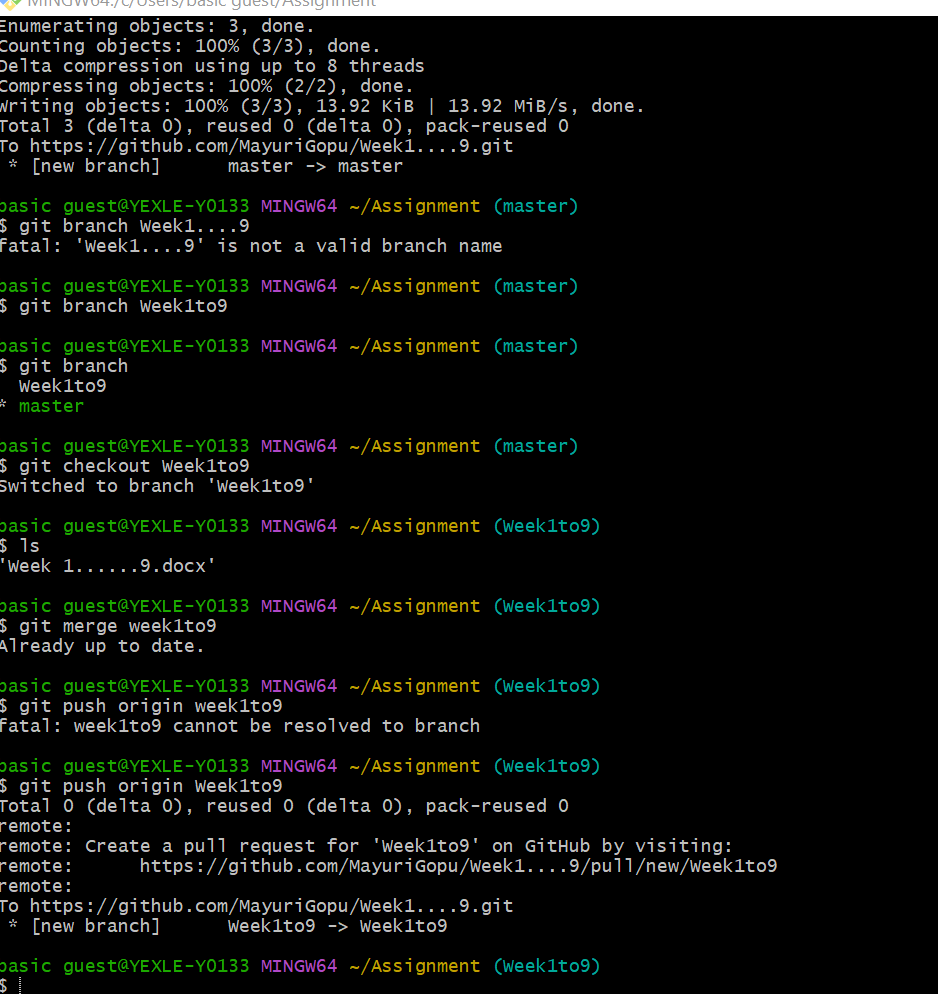 MINGW64:/c/Users/basic guest/Assignment
Enumerating objects: 3, done.
Counting objects: 100% (3/3), done.
Delta compression using up to 8 threads
Compressing objects: 100% (2/2), done.
Writing objects: 100% (3/3), 13.92 KiB | 13.92 MiB/s, done.
Total 3 (delta 0), reused 0 (delta 0), pack-reused 0
To https://github.com/MayuriGopu/Week1....9.git
 * [new branch]      master -> master

basic guest@YEXLE-Y0133 MINGW64 ~/Assignment (master)
$ git branch Week1....9
fatal: 'Week1....9' is not a valid branch name

basic guest@YEXLE-Y0133 MINGW64 ~/Assignment (master)
$ git branch Week1to9

basic guest@YEXLE-Y0133 MINGW64 ~/Assignment (master)
$ git branch
  Week1to9
* master

basic guest@YEXLE-Y0133 MINGW64 ~/Assignment (master)
$ git checkout Week1to9
Switched to branch 'Week1to9'

basic guest@YEXLE-Y0133 MINGW64 ~/Assignment (Week1to9)
$ ls
'Week 1......9.docx'

basic guest@YEXLE-Y0133 MINGW64 ~/Assignment (Week1to9)
$ git merge week1to9
Already up to date.

basic guest@YEXLE-Y0133 MINGW64 ~/Assignment (Week1to9)
$ git push origin week1to9
fatal: week1to9 cannot be resolved to branch

basic guest@YEXLE-Y0133 MINGW64 ~/Assignment (Week1to9)
$ git push origin Week1to9
Total 0 (delta 0), reused 0 (delta 0), pack-reused 0
remote:
remote: Create a pull request for 'Week1to9' on GitHub by visiting:
remote:      https://github.com/MayuriGopu/Week1....9/pull/new/Week1to9
remote:
To https://github.com/MayuriGopu/Week1....9.git
 * [new branch]      Week1to9 -> Week1to9

basic guest@YEXLE-Y0133 MINGW64 ~/Assignment (Week1to9)
$